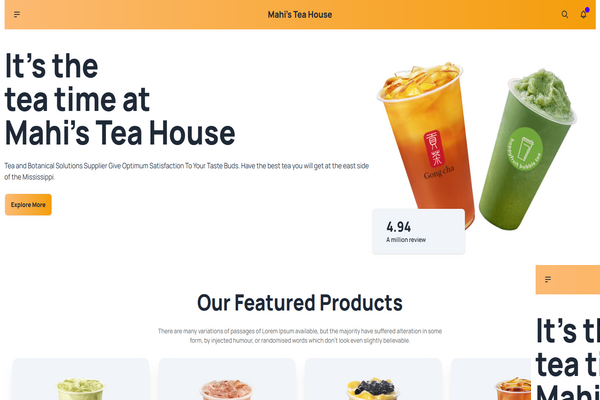 Mahi's Tea House
It's the
tea time at
Mahi's Tea House
Tea and Botanical Solutions Supplier Give Optimum Satisfaction To Your Taste Buds. Have the best tea you will get at the east side
of the Mississippi.
Explore More
貢茶
Gong cha
happyfruit bubble tea
4.94
A million review
Our Featured Products
There are many variations of passages of Lorem Ipsum available, but the majority have suffered alteration in some
form, by injected humour, or randomised words which don't look even slightly believable.
It's t
tea ti
Mahi